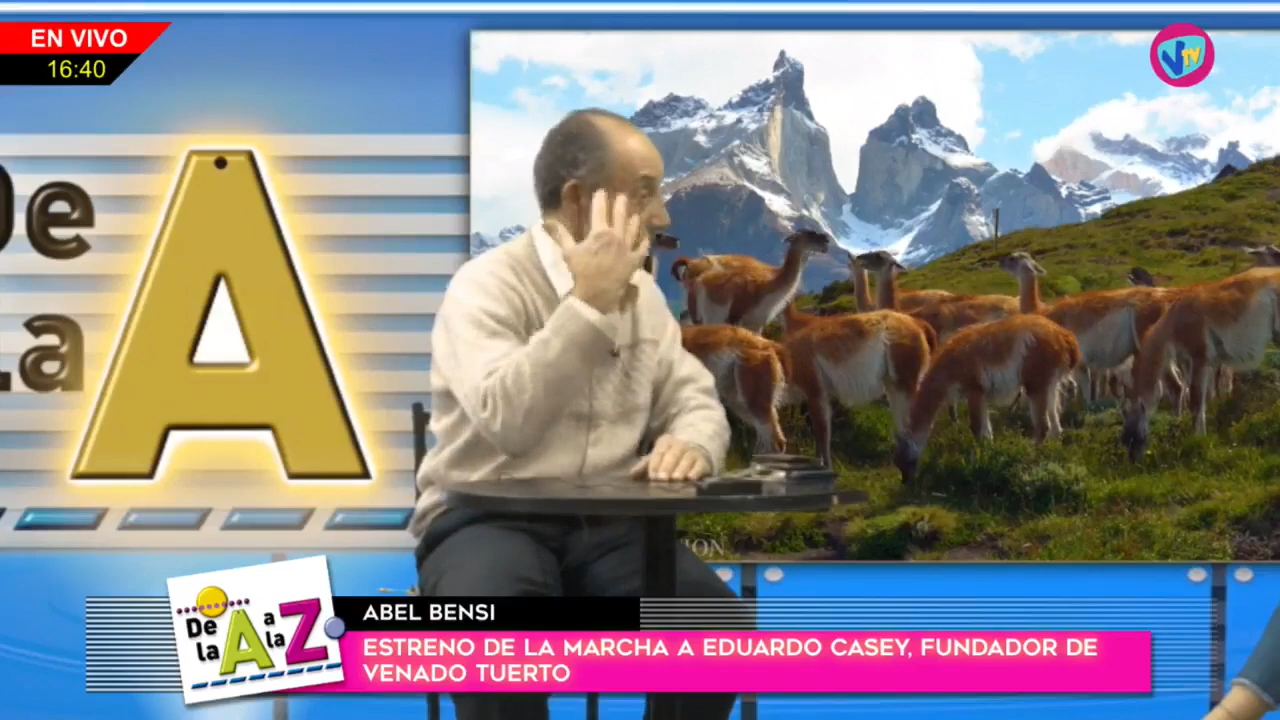 EN VIVO
16:40
VTV
De
La
A
ABEL BENSI
ESTRENO DE LA MARCHA A EDUARDO CASEY, FUNDADOR DE
VENADO TUERTO
De
la
A
a
la
Z